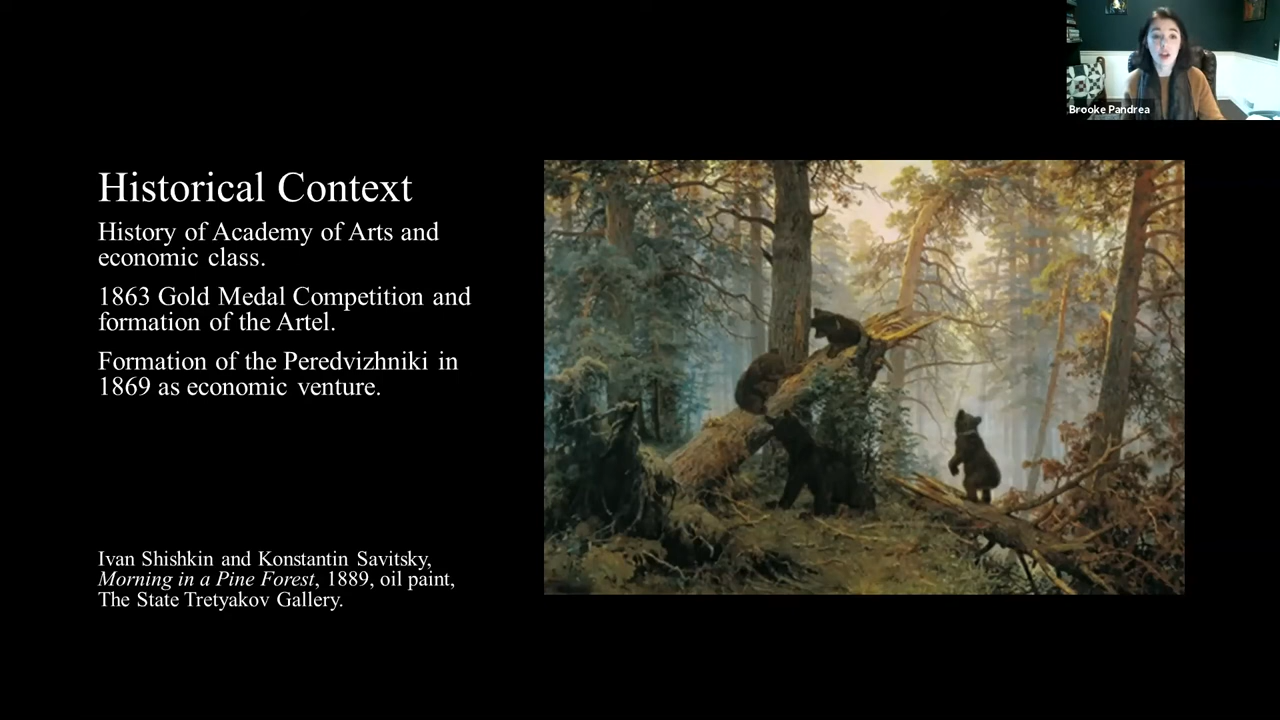 Brooke Pandrea
Historical Context
History of Academy of Arts and
economic class.
1863 Gold Medal Competition and
formation of the Artel.
Formation of the Peredvizhniki in
1869 as economic venture.
Ivan Shishkin and Konstantin Savitsky,
Morning in a Pine Forest, 1889, oil paint,
The State Tretyakov Gallery.